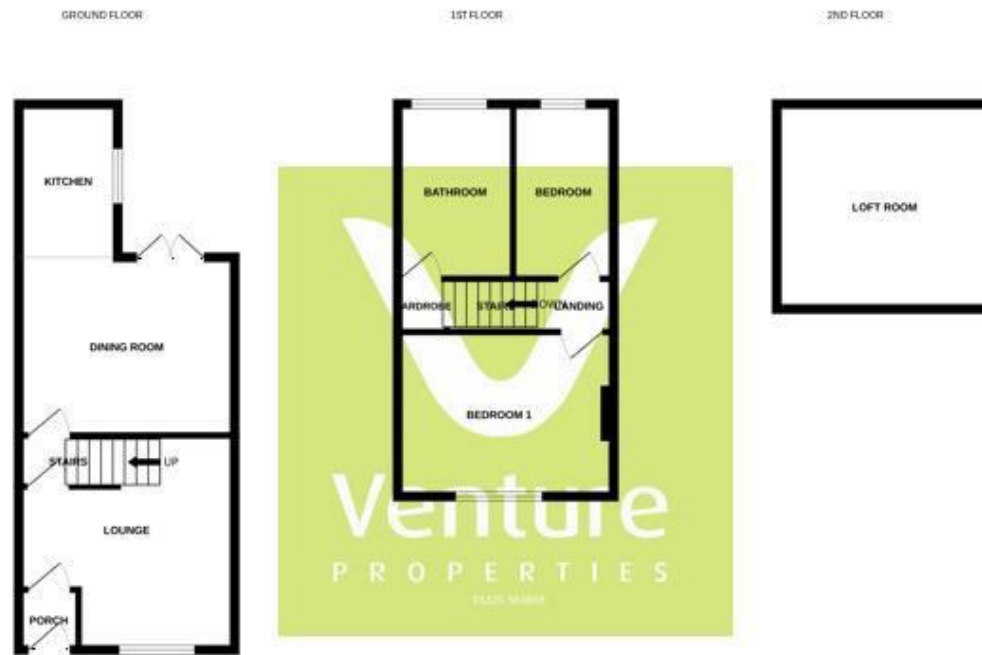 GROUND FLOOR
1ST FLOOR
2ND FLOOR
KITCHEN
DINING ROOM
STAIRS
UP
LOUNGE
PORCH
BATHROOM
BEDROOM
ARDROBE
STAIRS
DOWN
LANDING
BEDROOM 1
LOFT ROOM
Venture
PROPERTIES